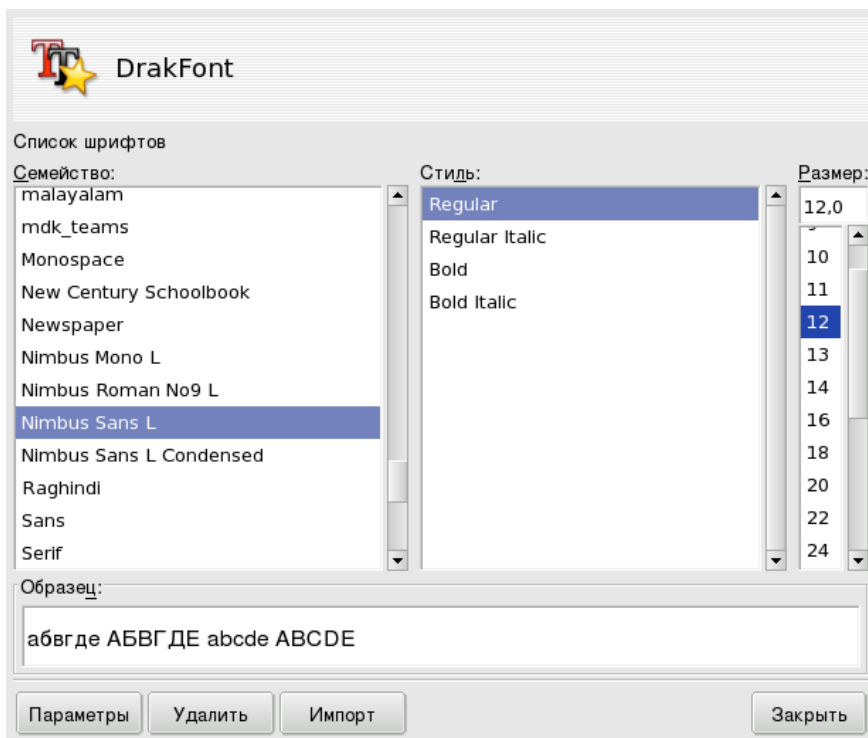 DrakFont
Список шрифтов
Семейство:
malayalam
mdk_teams
Monospace
New Century Schoolbook
Newspaper
Nimbus Mono L
Nimbus Roman No9 L
Nimbus Sans L
Nimbus Sans L Condensed
Raghindi
Sans
Serif
Стиль:
Regular
Regular Italic
Bold
Bold Italic
Размер:
12,0
10
11
12
13
14
16
18
20
22
24
Образец:
абвгде АБВГДЕ abcde ABCDE
Параметры Удалить Импорт Закрыть